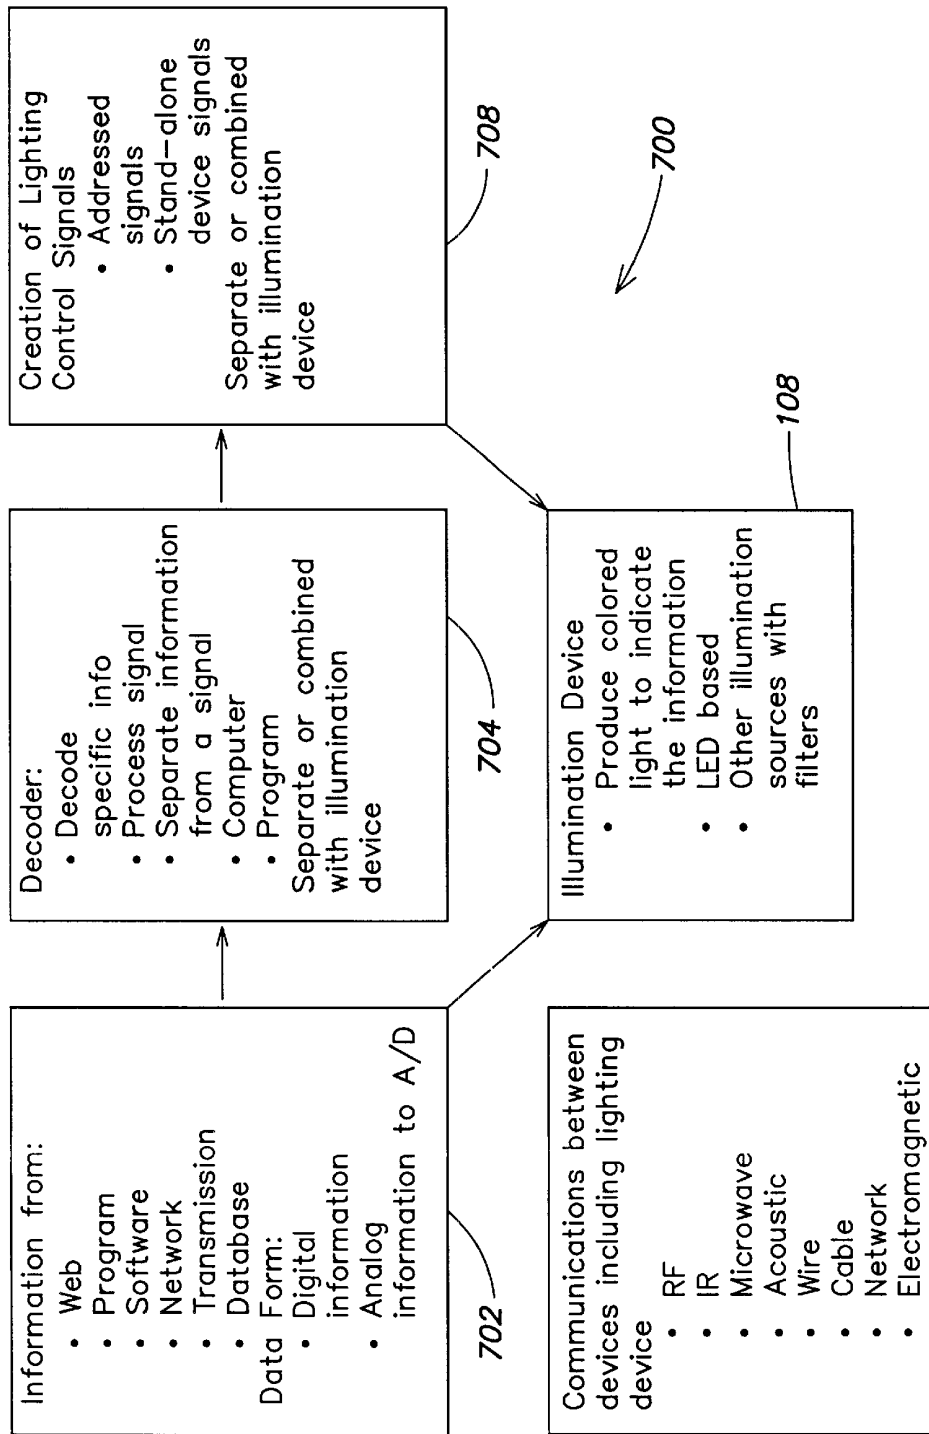 Information from:
• Web
• Program
• Software
• Network
• Transmission
• Database
Data Form:
• Digital
information
• Analog
information to A/D
702
Decoder:
• Decode
specific info
• Process signal
• Separate information
from a signal
• Computer
• Program
Separate or combined
with illumination
device
704
Creation of Lighting
Control Signals
• Addressed
signals
• Stand-alone
device signals
Separate or combined
with illumination
device
708
Communications between
devices including lighting
device
• RF
• IR
• Microwave
• Acoustic
• Wire
• Cable
• Network
• Electromagnetic
Illumination Device
• Produce colored
light to indicate
the information
• LED based
• Other illumination
sources with
filters
108
700